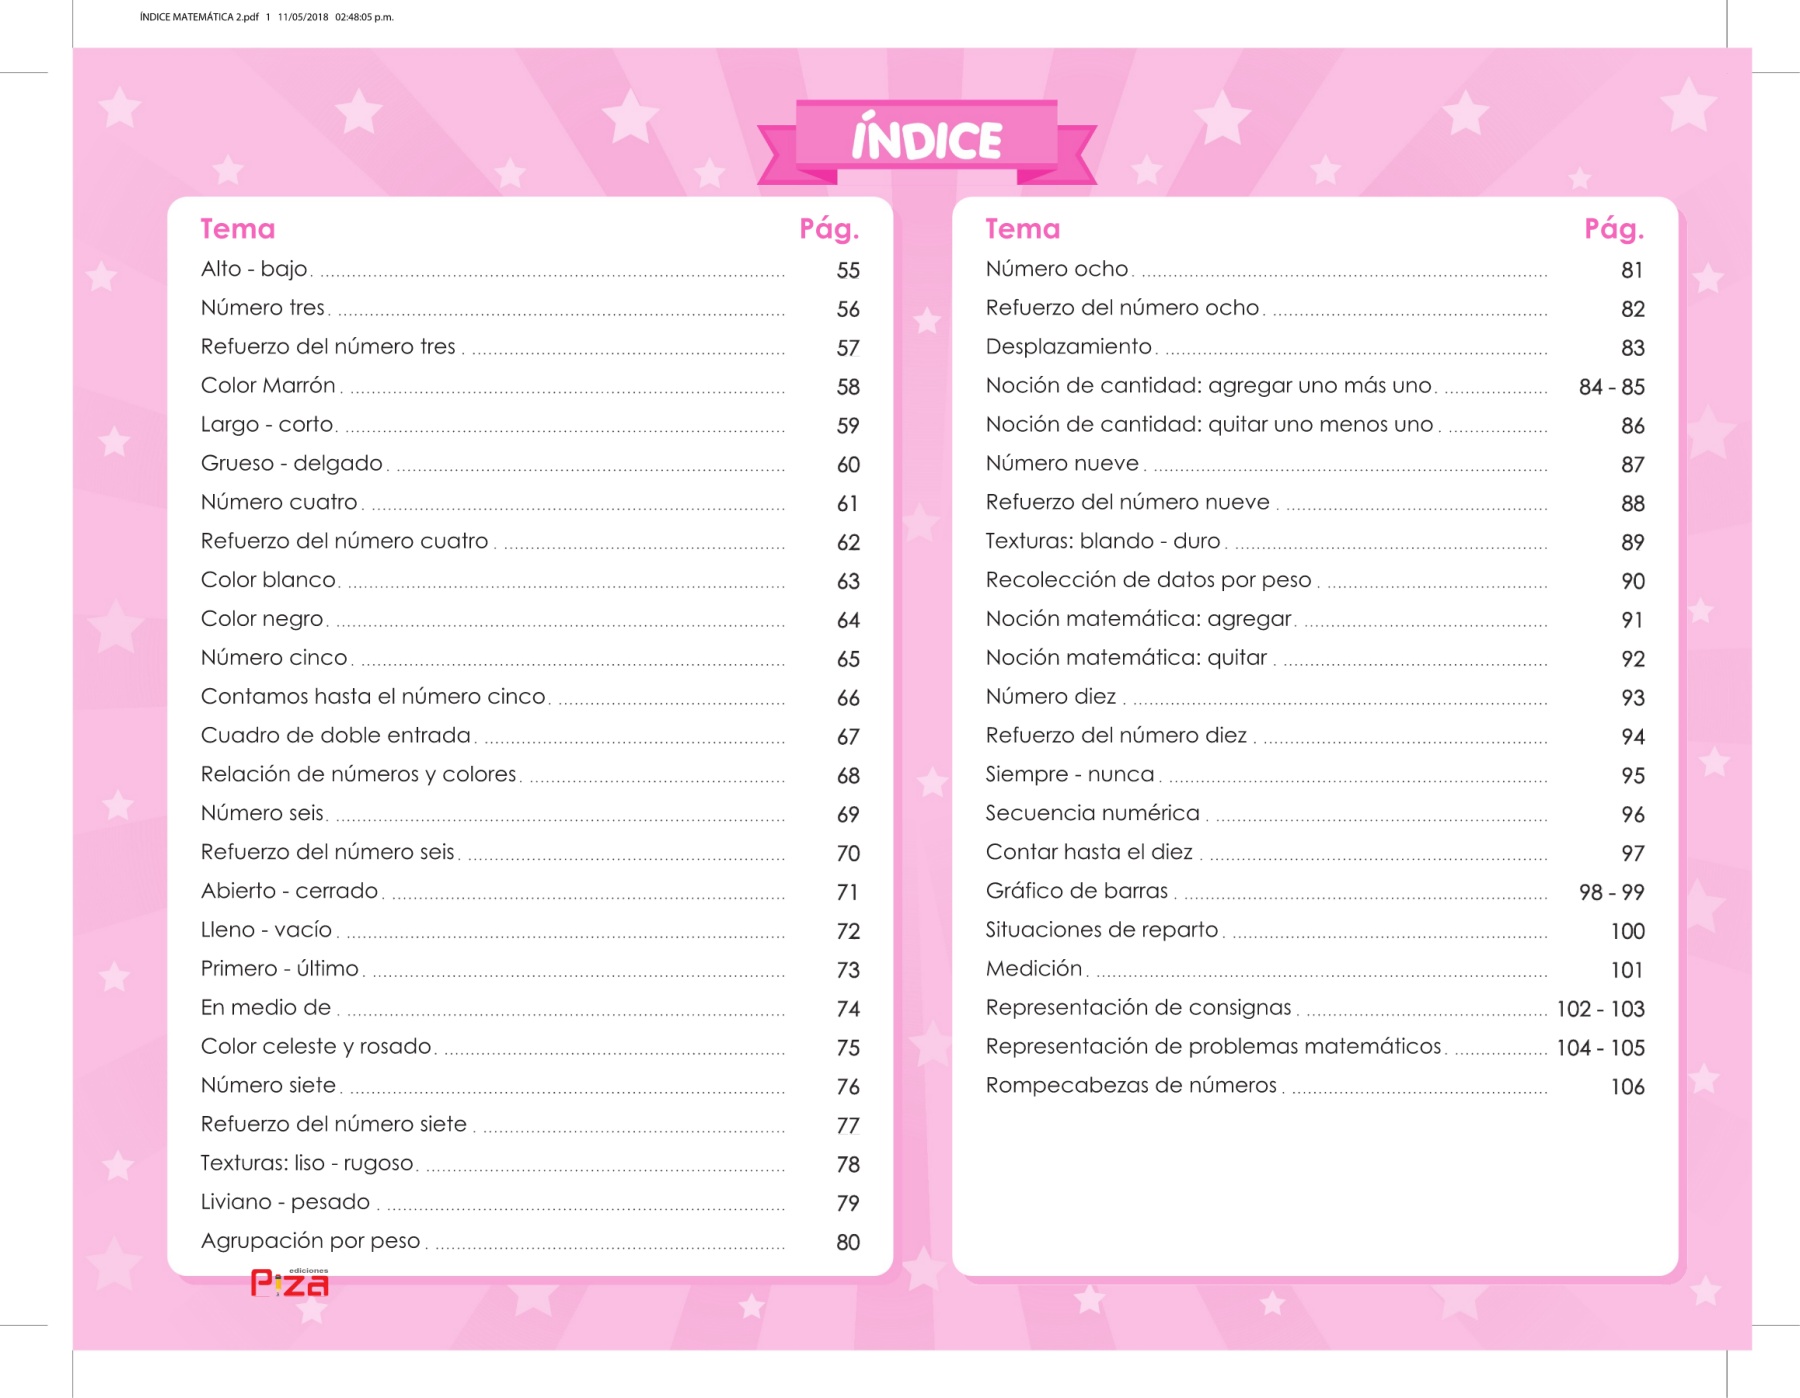 ÍNDICE MATEMÁTICA 2.pdf 1 11/05/2018 02:48:05 p.m.
ÍNDICE
Tema Pág.
Alto - bajo 55
Número tres 56
Refuerzo del número tres 57
Color Marrón 58
Largo - corto 59
Grueso - delgado 60
Número cuatro 61
Refuerzo del número cuatro 62
Color blanco 63
Color negro 64
Número cinco 65
Contamos hasta el número cinco 66
Cuadro de doble entrada 67
Relación de números y colores 68
Número seis 69
Refuerzo del número seis 70
Abierto - cerrado 71
Lleno - vacío 72
Primero - último 73
En medio de 74
Color celeste y rosado 75
Número siete 76
Refuerzo del número siete 77
Texturas: liso - rugoso 78
Liviano - pesado 79
Agrupación por peso 80
ediciones
Piza
Tema Pág.
Número ocho 81
Refuerzo del número ocho 82
Desplazamiento 83
Noción de cantidad: agregar uno más uno 84 - 85
Noción de cantidad: quitar uno menos uno 86
Número nueve 87
Refuerzo del número nueve 88
Texturas: blando - duro 89
Recolección de datos por peso 90
Noción matemática: agregar 91
Noción matemática: quitar 92
Número diez 93
Refuerzo del número diez 94
Siempre - nunca 95
Secuencia numérica 96
Contar hasta el diez 97
Gráfico de barras 98 - 99
Situaciones de reparto 100
Medición 101
Representación de consignas 102 - 103
Representación de problemas matemáticos 104 - 105
Rompecabezas de números 106